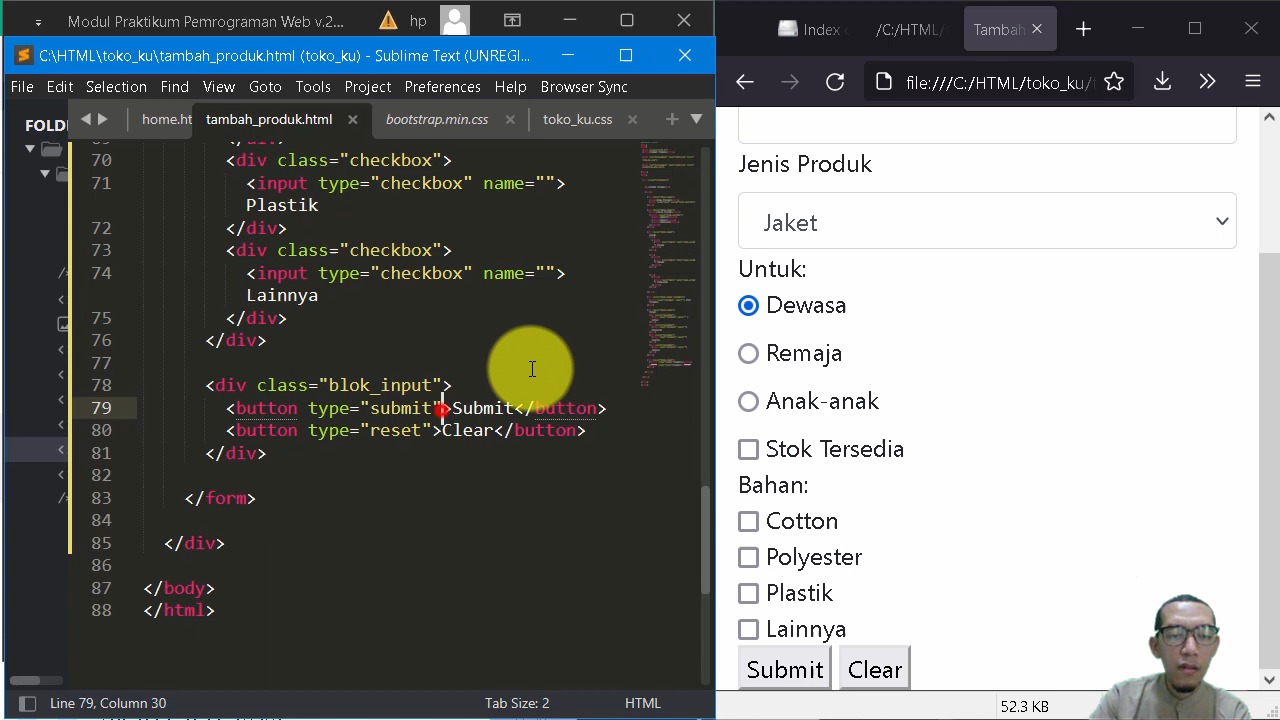 Modul Praktikum Pemrograman Web v.2...
hp
C:\HTML\toko_ku\tambah_produk.html (toko_ku) - Sublime Text (UNREGI...
File Edit Selection Find View Goto Tools Project Preferences Help Browser Sync
FOLD
home.ht
tambah_produk.html
bootstrap.min.css
toko_ku.css
70 <div class="checkbox">
71 <input type="checkbox" name="">
Plastik
72 </div>
73 <div class="checkbox">
74 <input type="checkbox" name="">
Lainnya
75 </div>
76 </div>
77
78 <div class="blok_input">
79 <button type="submit">Submit</button>
80 <button type="reset">Clear</button>
81 </div>
82
83 </form>
84
85 </div>
86
87 </body>
88 </html>
Line 79, Column 30
Tab Size: 2
HTML
Index
/C:/HTML/
Tambah
file:///C:/HTML/toko_ku/
Jenis Produk
Jaket
Untuk:
Dewasa
Remaja
Anak-anak
Stok Tersedia
Bahan:
Cotton
Polyester
Plastik
Lainnya
Submit Clear
52.3 KB